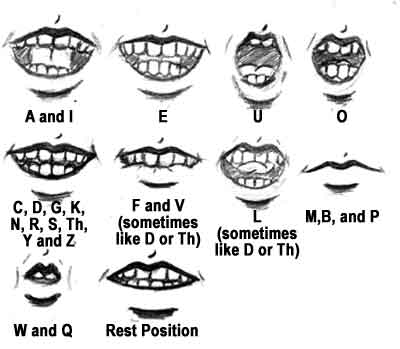 A and I
E
U
O
C, D, G, K,
N, R, S, Th,
Y and Z
F and V
(sometimes
like D or Th)
L
(sometimes
like D or Th)
M,B, and P
W and Q
Rest Position